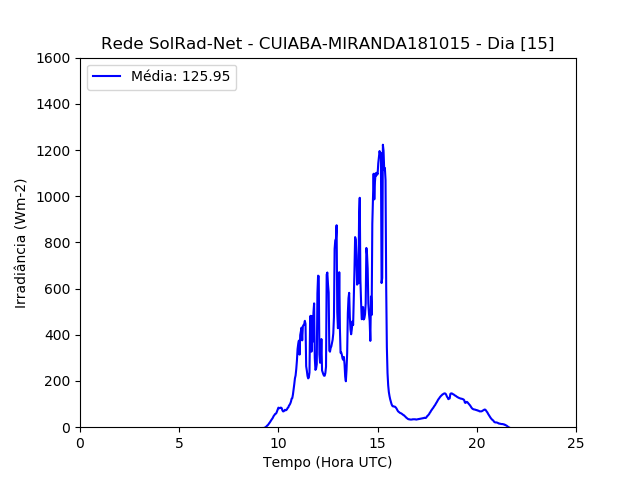 Rede SolRad-Net - CUIABA-MIRANDA181015 - Dia [15]
Média: 125.95
1600
1400
1200
1000
800
600
400
200
0
Irradiância (Wm-2)
0 5 10 15 20 25
Tempo (Hora UTC)